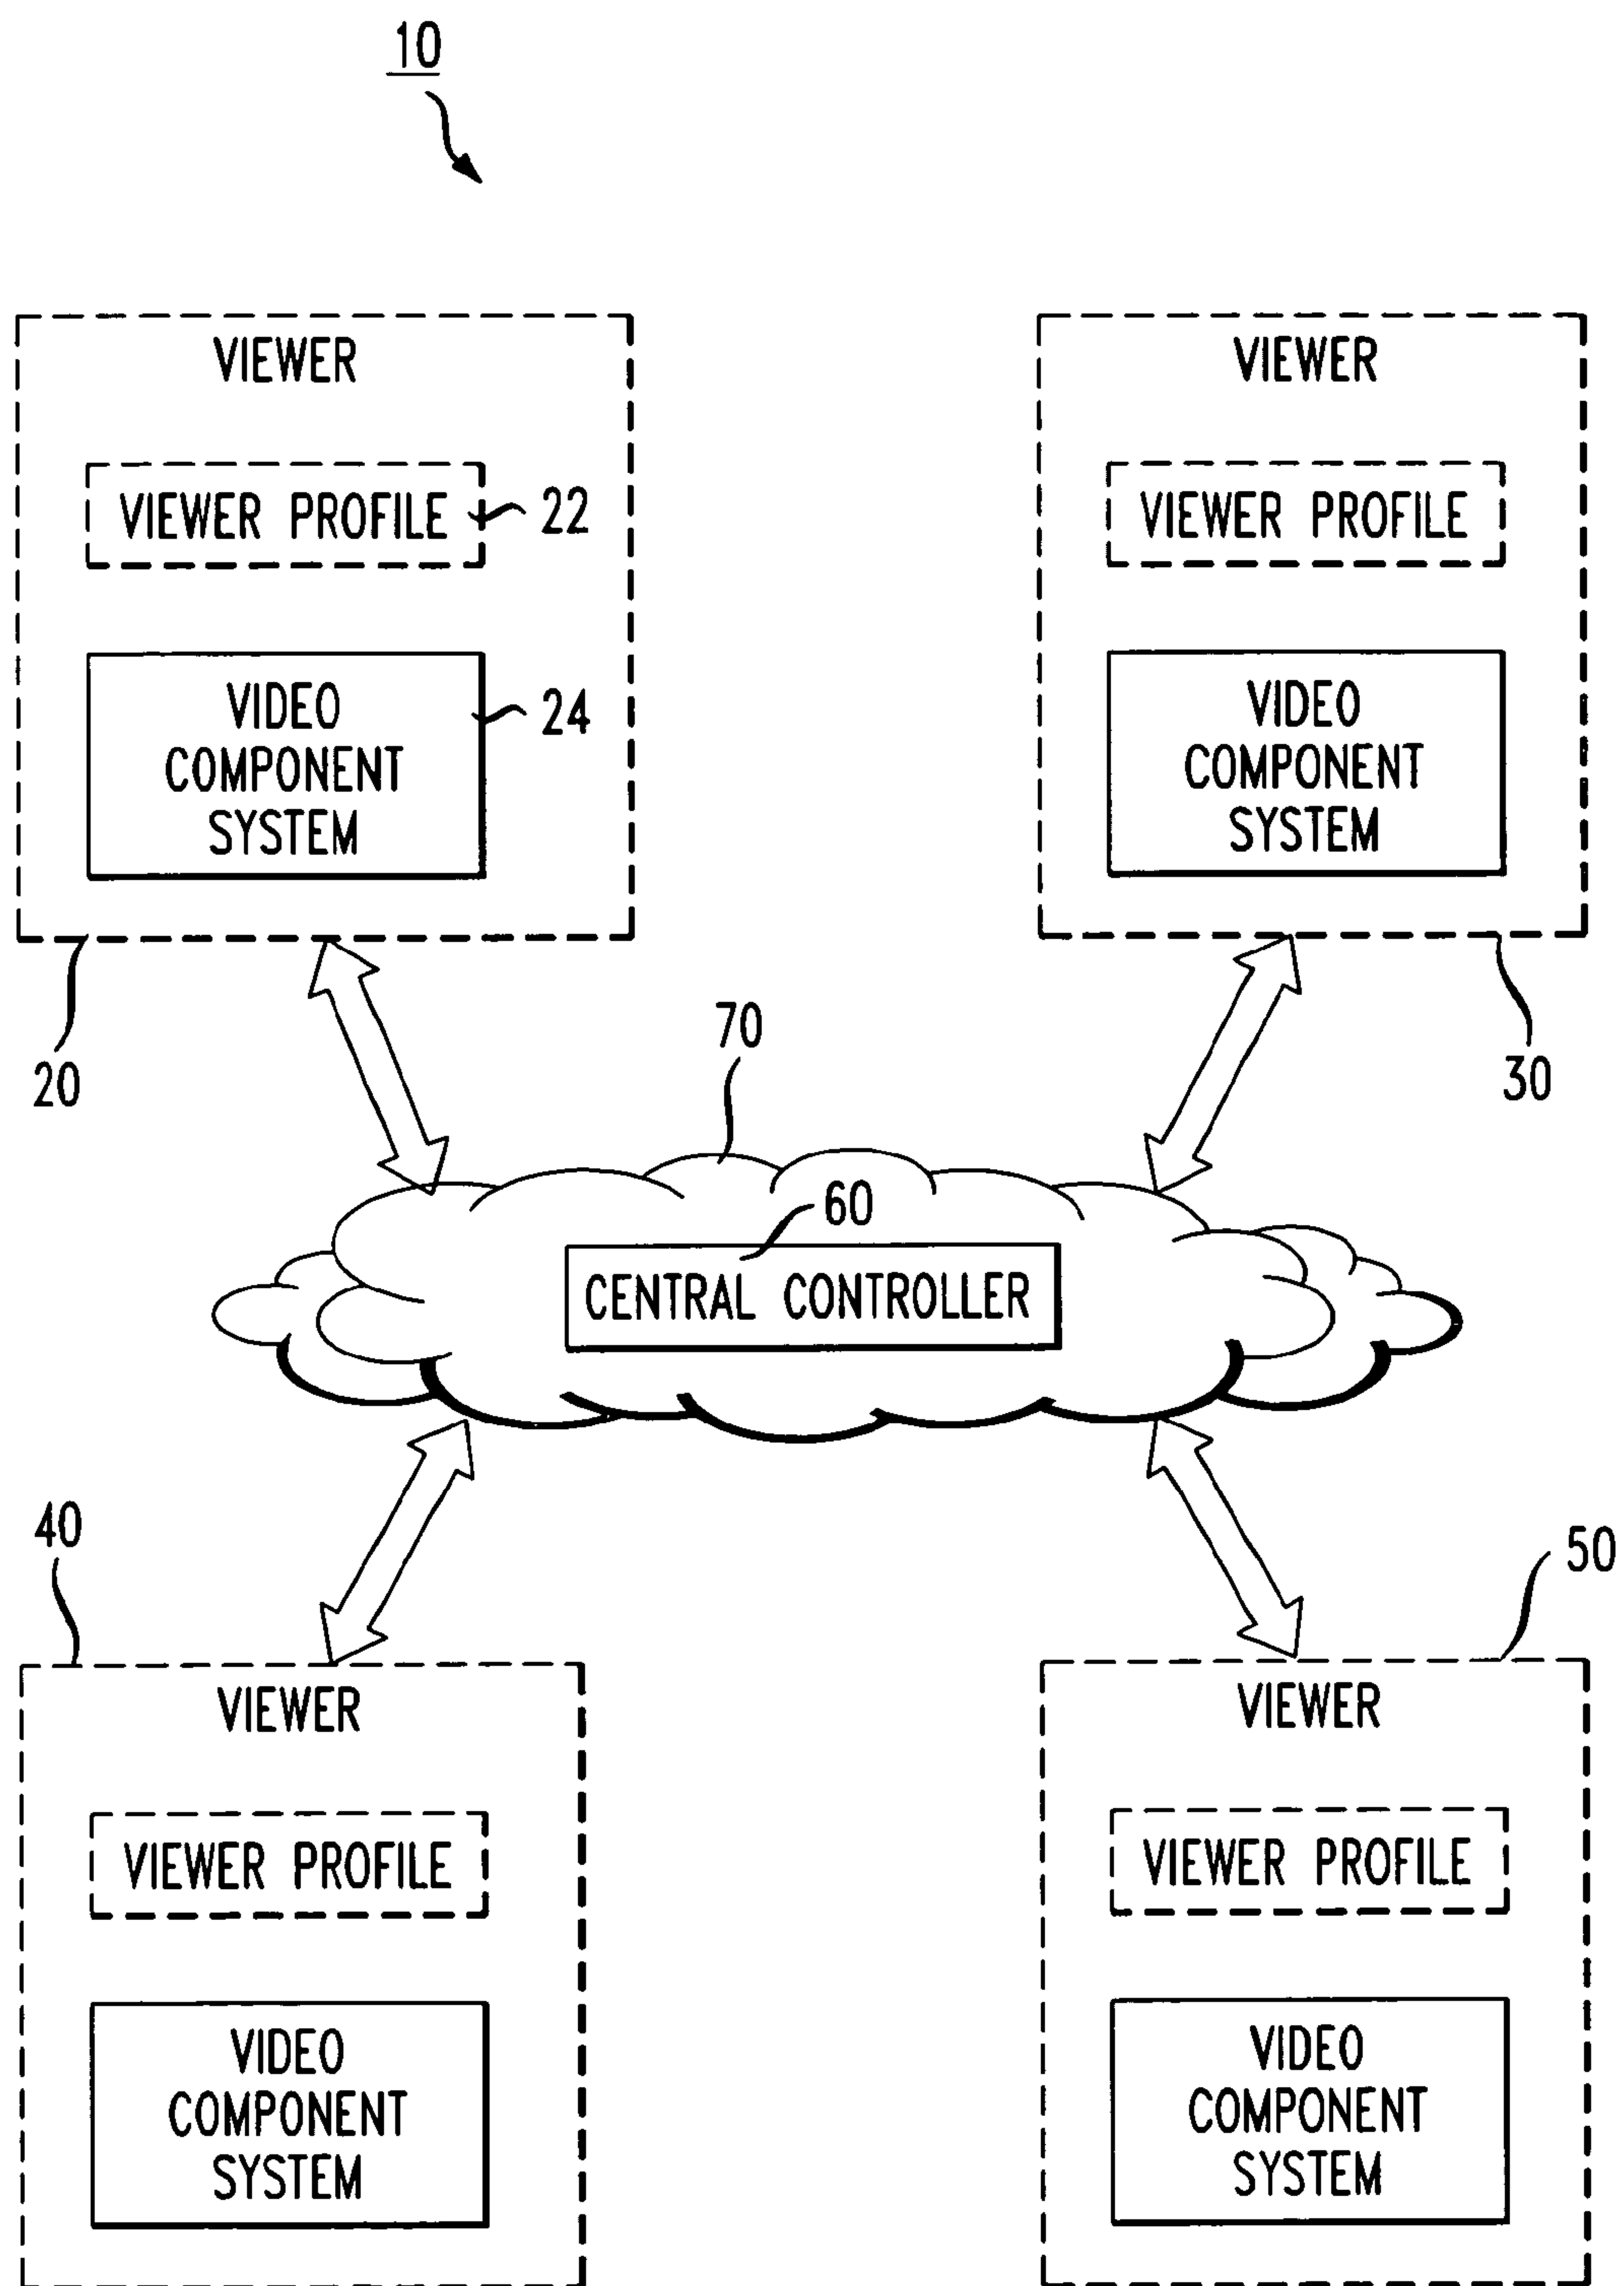 10
VIEWER
VIEWER PROFILE
22
VIDEO
COMPONENT
SYSTEM
24
20
VIEWER
VIEWER PROFILE
VIDEO
COMPONENT
SYSTEM
30
70
60
CENTRAL CONTROLLER
40
VIEWER
VIEWER PROFILE
VIDEO
COMPONENT
SYSTEM
50
VIEWER
VIEWER PROFILE
VIDEO
COMPONENT
SYSTEM